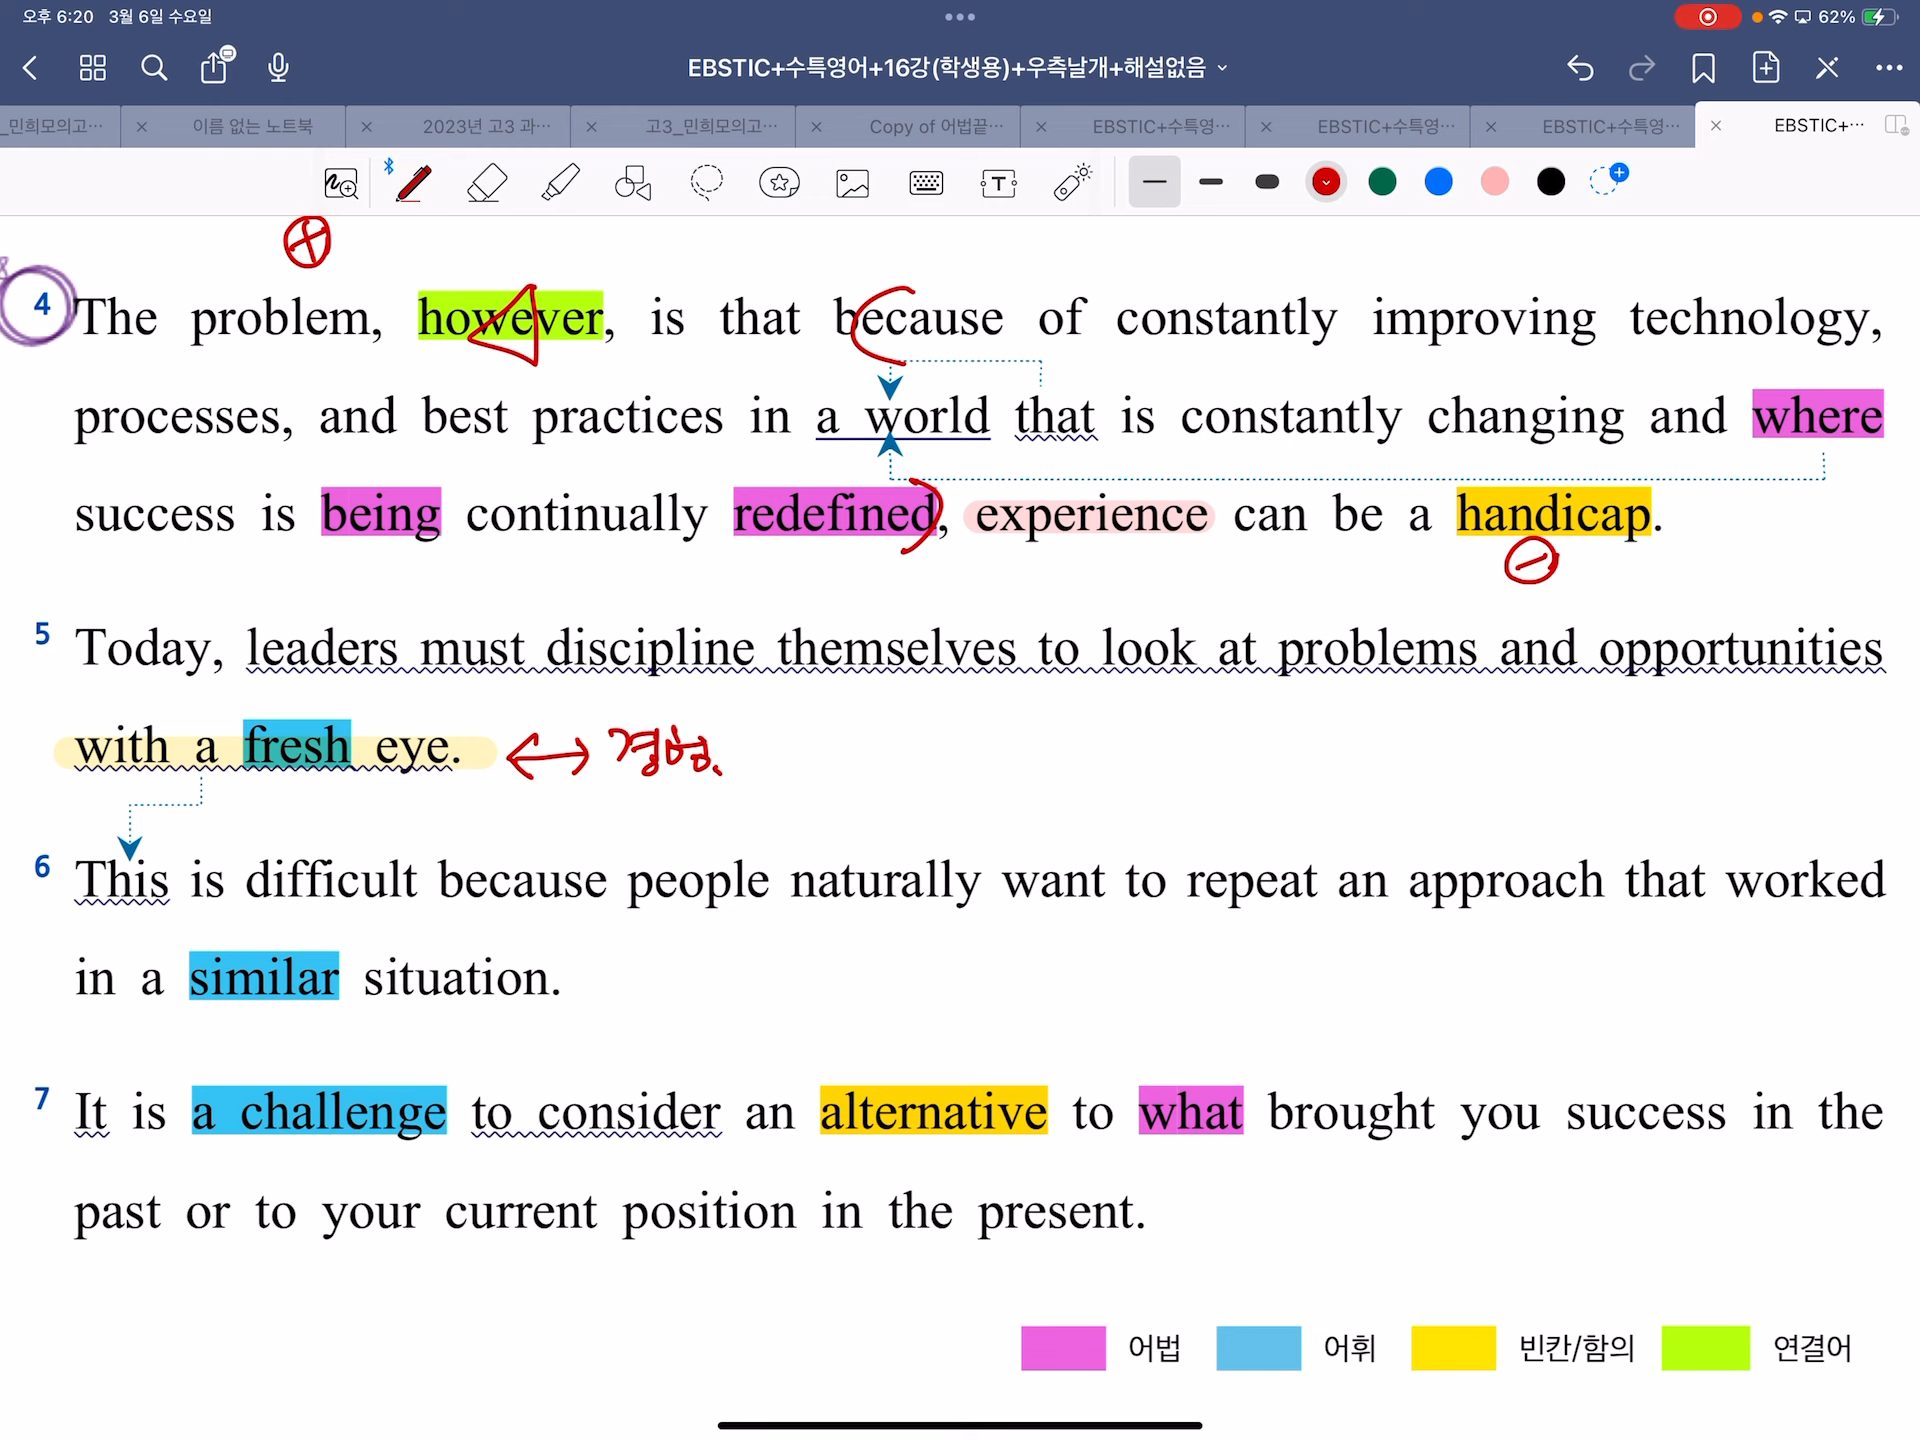 오후 6:20 3월 6일 수요일
62%
EBSTIC+수특영어+16강(학생용)+우측날개+해설없음
_민희모의고…
이름 없는 노트북
2023년 고3 과…
고3_민희모의고…
Copy of 어법끝…
EBSTIC+수특영…
EBSTIC+수특영…
EBSTIC+수특영…
EBSTIC+…
4 The problem, however, is that because of constantly improving technology,
processes, and best practices in a world that is constantly changing and where
success is being continually redefined, experience can be a handicap.
5 Today, leaders must discipline themselves to look at problems and opportunities
with a fresh eye. ↔ 경험.
6 This is difficult because people naturally want to repeat an approach that worked
in a similar situation.
7 It is a challenge to consider an alternative to what brought you success in the
past or to your current position in the present.
어법 어휘 빈칸/함의 연결어